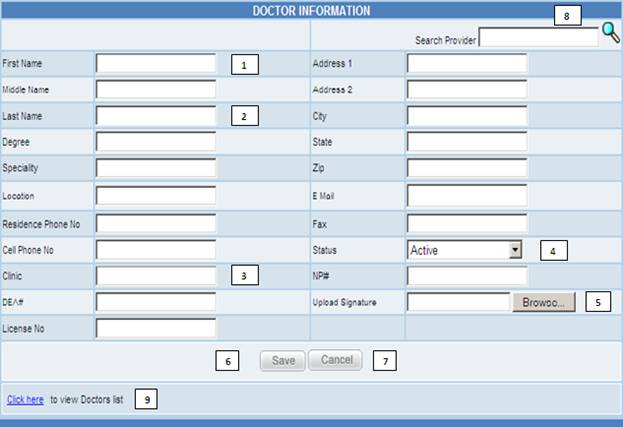 DOCTOR INFORMATION
8
Search Provider
First Name 1 Address 1
Middle Name Address 2
Last Name 2 City
Degree State
Speciality Zip
Location E Mail
Residence Phone No Fax
Cell Phone No Status Active 4
Clinic 3 NP#
DEA# Upload Signature Browse... 5
License No
6 Save Cancel 7
Click here to view Doctors list 9